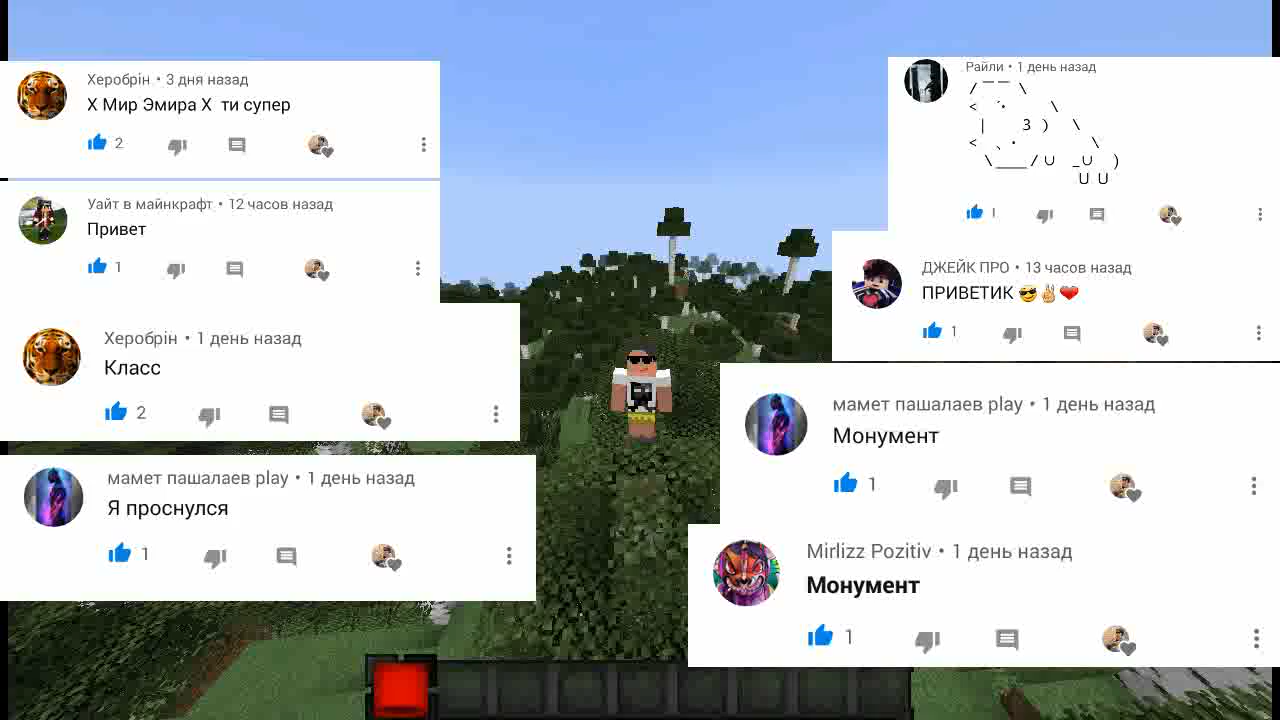 Херобрін • 3 дня назад
Х Мир Эмира Х ти супер
2
Уайт в майнкрафт • 12 часов назад
Привет
1
Херобрін • 1 день назад
Класс
2
мамет пашалаев play • 1 день назад
Я проснулся
1
Райли • 1 день назад
/ ￣￣ \
< ´･ \
| 3 ) \
< 、･ \
\＿＿/∪ _∪ )
∪ ∪
1
ДЖЕЙК ПРО • 13 часов назад
ПРИВЕТИК 😎✌❤
1
мамет пашалаев play • 1 день назад
Монумент
1
Mirlizz Pozitiv • 1 день назад
Монумент
1